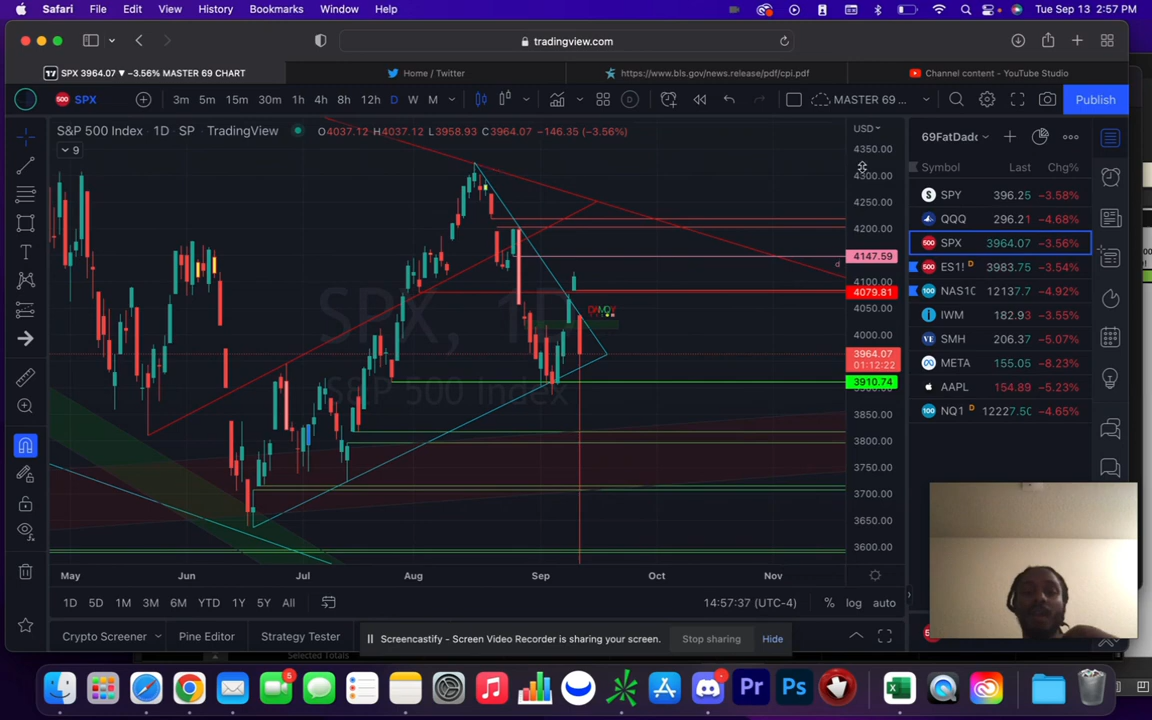 Safari File Edit View History Bookmarks Window Help Tue Sep 13 2:57 PM
tradingview.com
SPX 3964.07 ▼ −3.56% MASTER 69 CHART
Home / Twitter
https://www.bls.gov/news.release/pdf/cpi.pdf
Channel content - YouTube Studio
SPX 3m 5m 15m 30m 1h 4h 8h 12h D W M MASTER 69 ... Publish
S&P 500 Index · 1D · SP · TradingView O4037.12 H4037.12 L3958.93 C3964.07 −146.35 (−3.56%)
9
USD
4350.00
4300.00
4250.00
4200.00
4147.59
4100.00
4079.81
4050.00
4000.00
3964.07
01:12:22
3910.74
3850.00
3800.00
3750.00
3700.00
3650.00
3600.00
SPX, 1D
S&P 500 Index
May Jun Jul Aug Sep Oct Nov
1D 5D 1M 3M 6M YTD 1Y 5Y All 14:57:37 (UTC-4) % log auto
Crypto Screener Pine Editor Strategy Tester
Screencastify - Screen Video Recorder is sharing your screen. Stop sharing Hide
69FatDadd
Symbol Last Chg%
SPY 396.25 −3.58%
QQQ 296.21 −4.68%
SPX 3964.07 −3.56%
ES1! D 3983.75 −3.54%
NAS10 12137.7 −4.92%
IWM 182.93 −3.55%
SMH 206.37 −5.07%
META 155.05 −8.23%
AAPL 154.89 −5.23%
NQ1 D 12227.50 −4.65%
Selected Totals